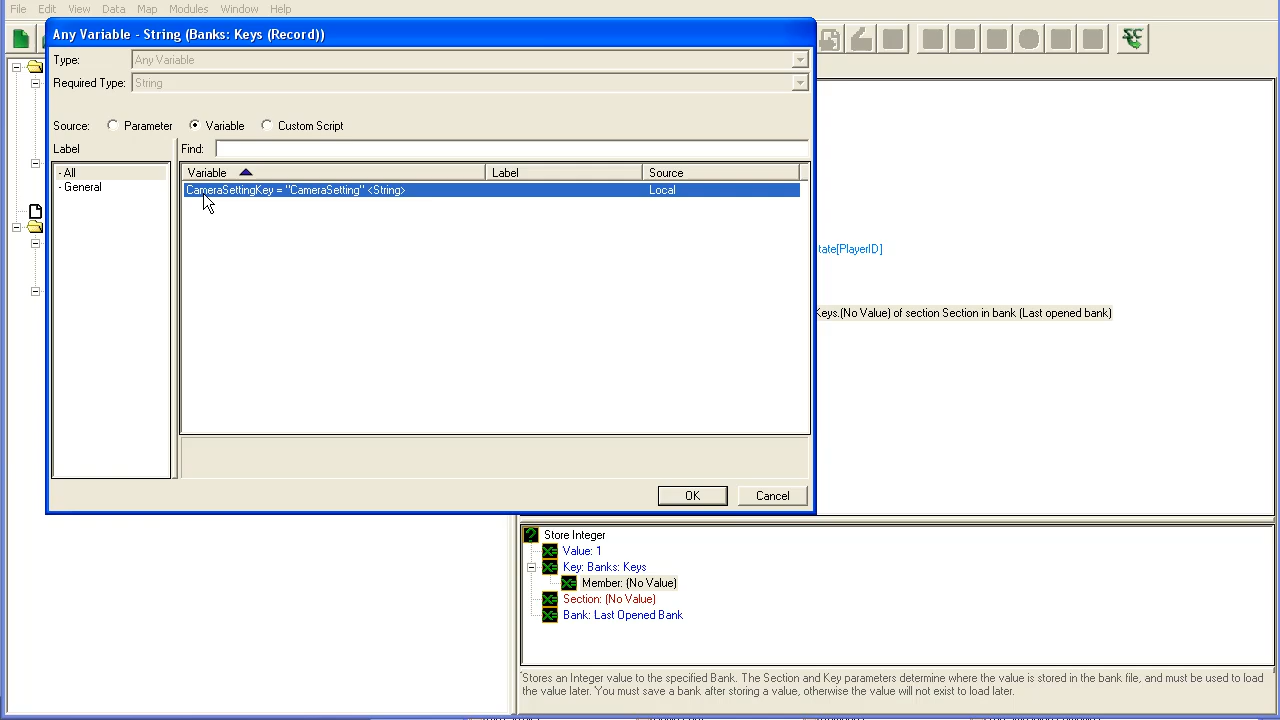 File Edit View Data Map Modules Window Help
Any Variable - String (Banks: Keys (Record))
Type: Any Variable
Required Type: String
Source: Parameter Variable Custom Script
Label
Find:
- All
- General
Variable Label Source
CameraSettingKey = "CameraSetting" <String> Local
OK Cancel
tate[PlayerID]
Keys.(No Value) of section Section in bank (Last opened bank)
Store Integer
Value: 1
Key: Banks: Keys
Member: (No Value)
Section: (No Value)
Bank: Last Opened Bank
Stores an Integer value to the specified Bank. The Section and Key parameters determine where the value is stored in the bank file, and must be used to load
the value later. You must save a bank after storing a value, otherwise the value will not exist to load later.